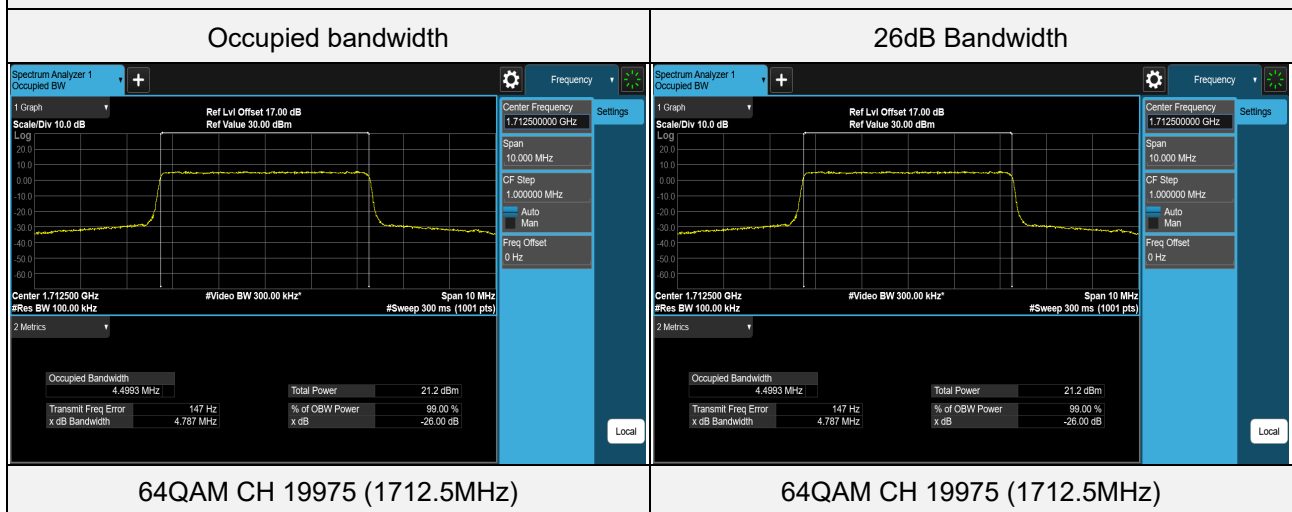 Occupied bandwidth
26dB Bandwidth
Spectrum Analyzer 1
Occupied BW
+
Frequency
1 Graph
Scale/Div 10.0 dB
Log
Ref Lvl Offset 17.00 dB
Ref Value 30.00 dBm
20.0
10.0
0.00
-10.0
-20.0
-30.0
-40.0
-50.0
-60.0
Center 1.712500 GHz
#Res BW 100.00 kHz
#Video BW 300.00 kHz*
Span 10 MHz
#Sweep 300 ms (1001 pts)
Center Frequency
1.712500000 GHz
Settings
Span
10.000 MHz
CF Step
1.000000 MHz
Auto
Man
Freq Offset
0 Hz
2 Metrics
Occupied Bandwidth
4.4993 MHz
Transmit Freq Error 147 Hz
x dB Bandwidth 4.787 MHz
Total Power 21.2 dBm
% of OBW Power 99.00 %
x dB -26.00 dB
Local
Spectrum Analyzer 1
Occupied BW
+
Frequency
1 Graph
Scale/Div 10.0 dB
Log
Ref Lvl Offset 17.00 dB
Ref Value 30.00 dBm
20.0
10.0
0.00
-10.0
-20.0
-30.0
-40.0
-50.0
-60.0
Center 1.712500 GHz
#Res BW 100.00 kHz
#Video BW 300.00 kHz*
Span 10 MHz
#Sweep 300 ms (1001 pts)
Center Frequency
1.712500000 GHz
Settings
Span
10.000 MHz
CF Step
1.000000 MHz
Auto
Man
Freq Offset
0 Hz
2 Metrics
Occupied Bandwidth
4.4993 MHz
Transmit Freq Error 147 Hz
x dB Bandwidth 4.787 MHz
Total Power 21.2 dBm
% of OBW Power 99.00 %
x dB -26.00 dB
Local
64QAM CH 19975 (1712.5MHz)
64QAM CH 19975 (1712.5MHz)